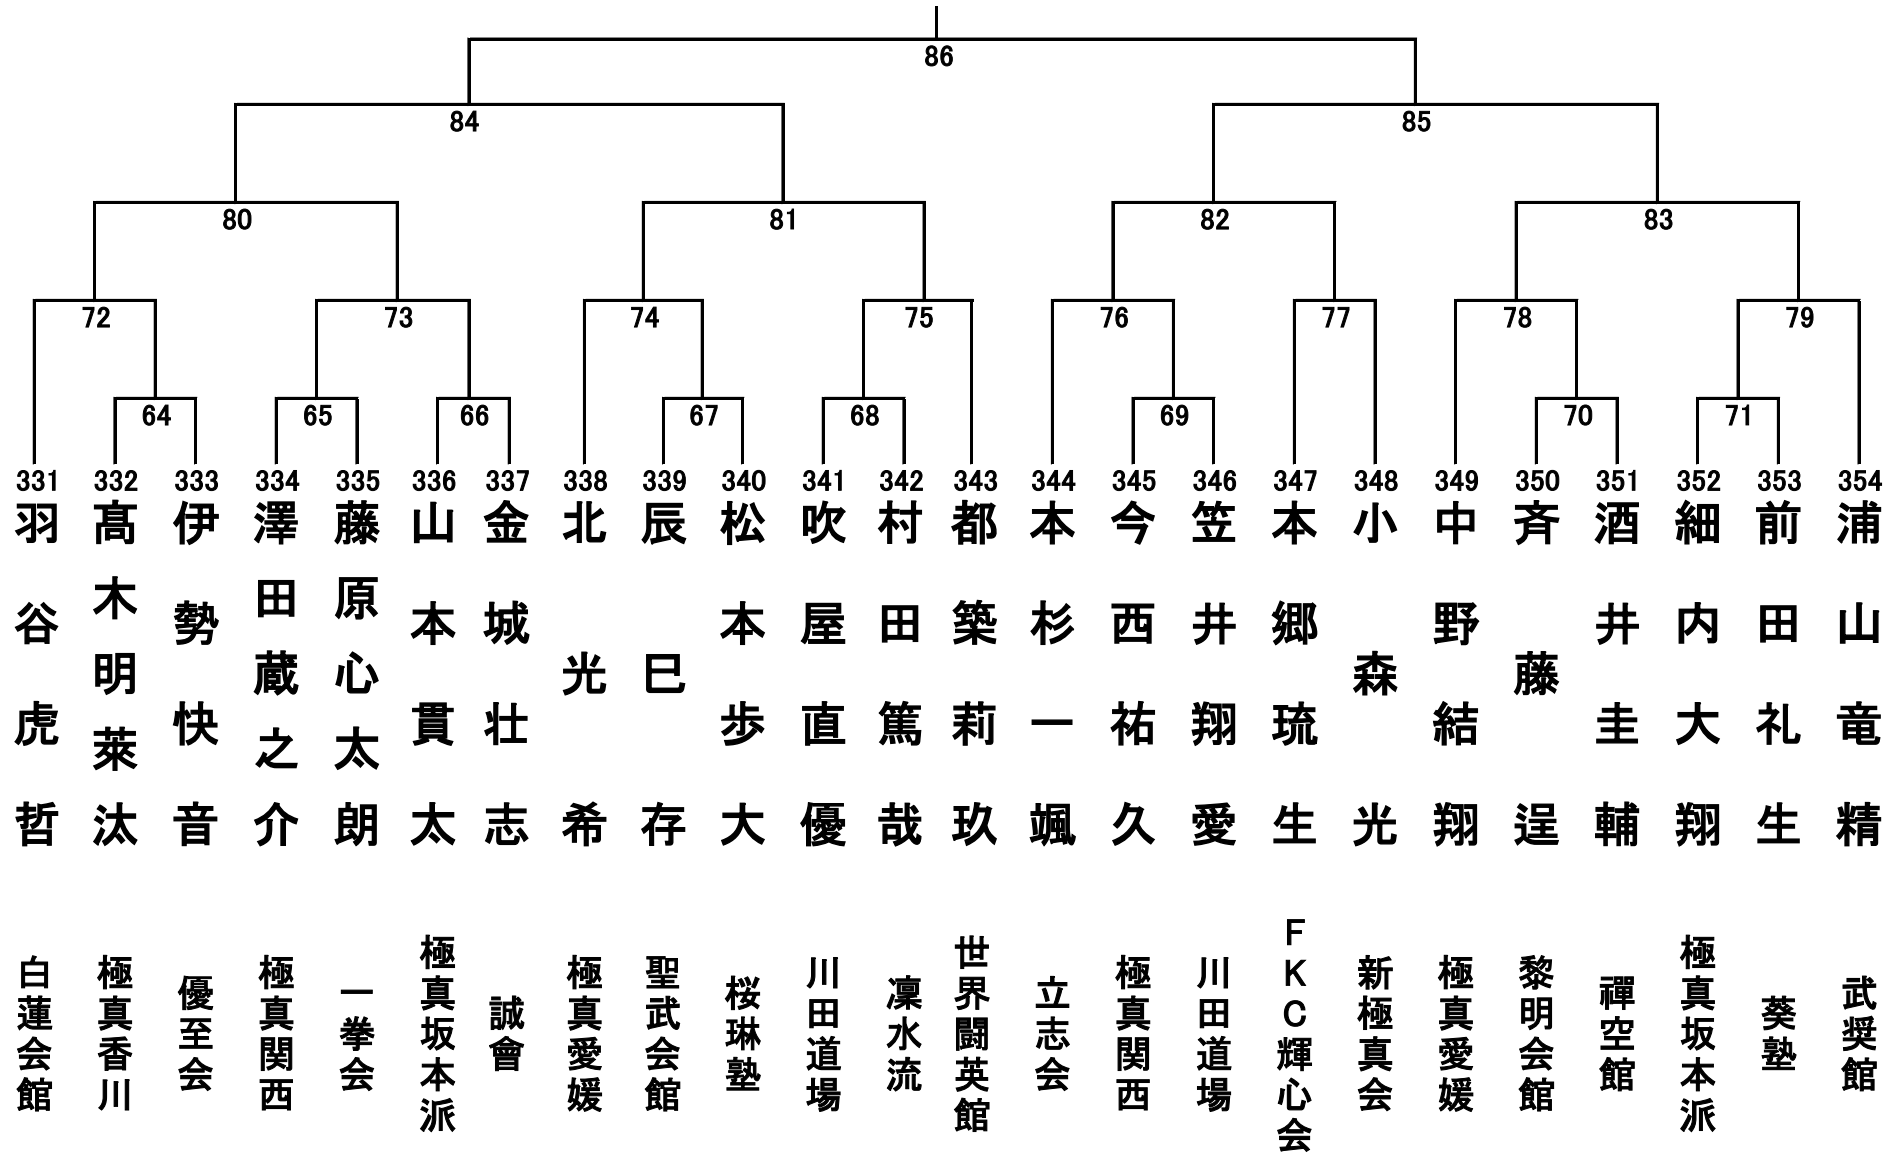 86
84
85
80
81
82
83
72
73
74
75
76
77
78
79
64
65
66
67
68
69
70
71
331
332
333
334
335
336
337
338
339
340
341
342
343
344
345
346
347
348
349
350
351
352
353
354
羽谷虎哲
髙木明萊汰
伊勢快音
澤田蔵之介
藤原心太朗
山本貫太
金城壮志
北光希
辰巳存
松本歩大
吹屋直優
村田篤哉
都築莉玖
本杉一颯
今西祐久
笠井翔愛
本郷琉生
小森光
中野結翔
斉藤逞
酒井圭輔
細内大翔
前田礼生
浦山竜精
白蓮会館
極真香川
優至会
極真関西
一拳会
極真坂本派
誠會
極真愛媛
聖武会館
桜琳塾
川田道場
凜水流
世界闘英館
立志会
極真関西
川田道場
ＦＫＣ輝心会
新極真会
極真愛媛
黎明会館
禪空館
極真坂本派
葵塾
武奨館